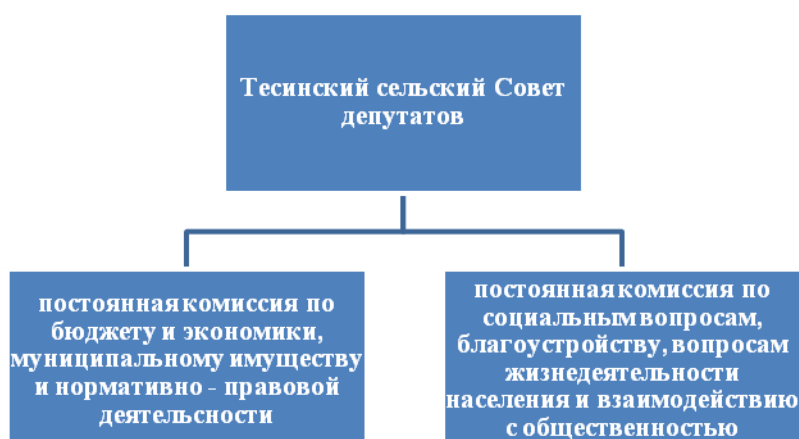 Тесинский сельский Совет
депутатов
постоянная комиссия по
бюджету и экономики,
муниципальному имуществу
и нормативно - правовой
деятельсности
постоянная комиссия по
социальным вопросам,
благоустройству, вопросам
жизнедеятельности
населения и взаимодействию
с общественностью